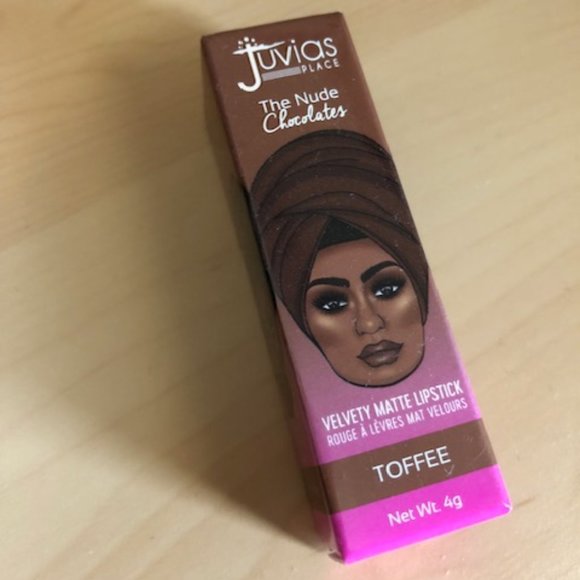 Juvias
PLACE
The Nude
Chocolates
VELVETY MATTE LIPSTICK
ROUGE À LÈVRES MAT VELOURS
TOFFEE
Net Wt. 4g